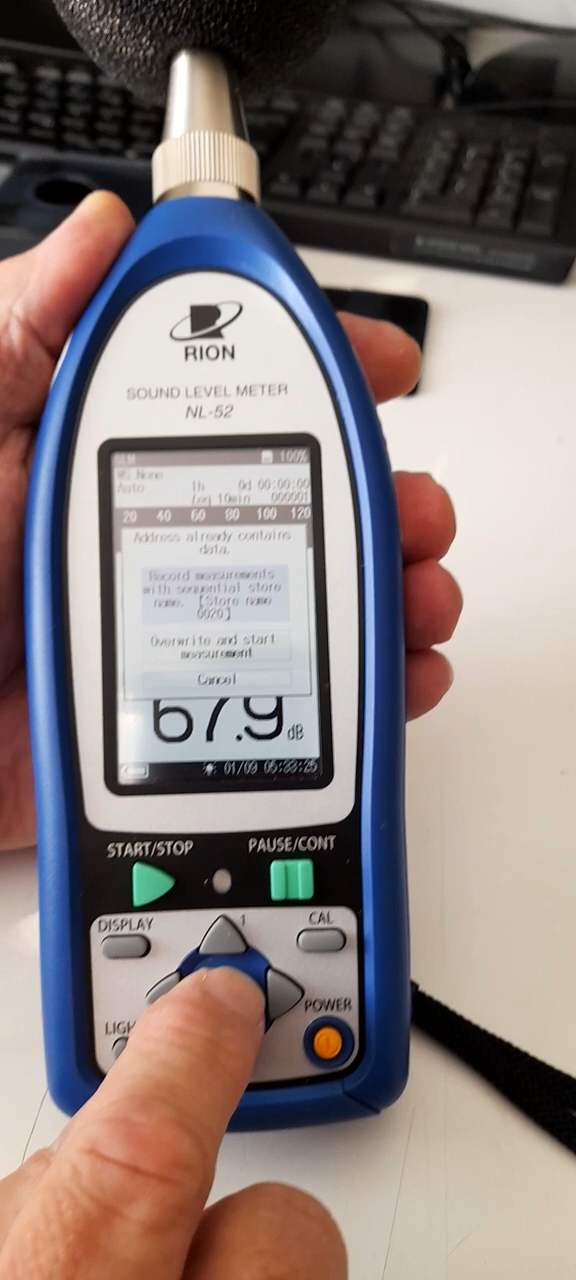 RION
SOUND LEVEL METER
NL-52
SLM 100%
WS None
Auto 1h 0d 00:00:00
Leq 10min 000001
20 40 60 80 100 120
Address already contains
data.
Record measurements
with sequential store
name. [Store name
0020]
Overwrite and start
measurement
Cancel
67.9 dB
01/09 05:33:25
START/STOP PAUSE/CONT
DISPLAY 1 CAL
POWER